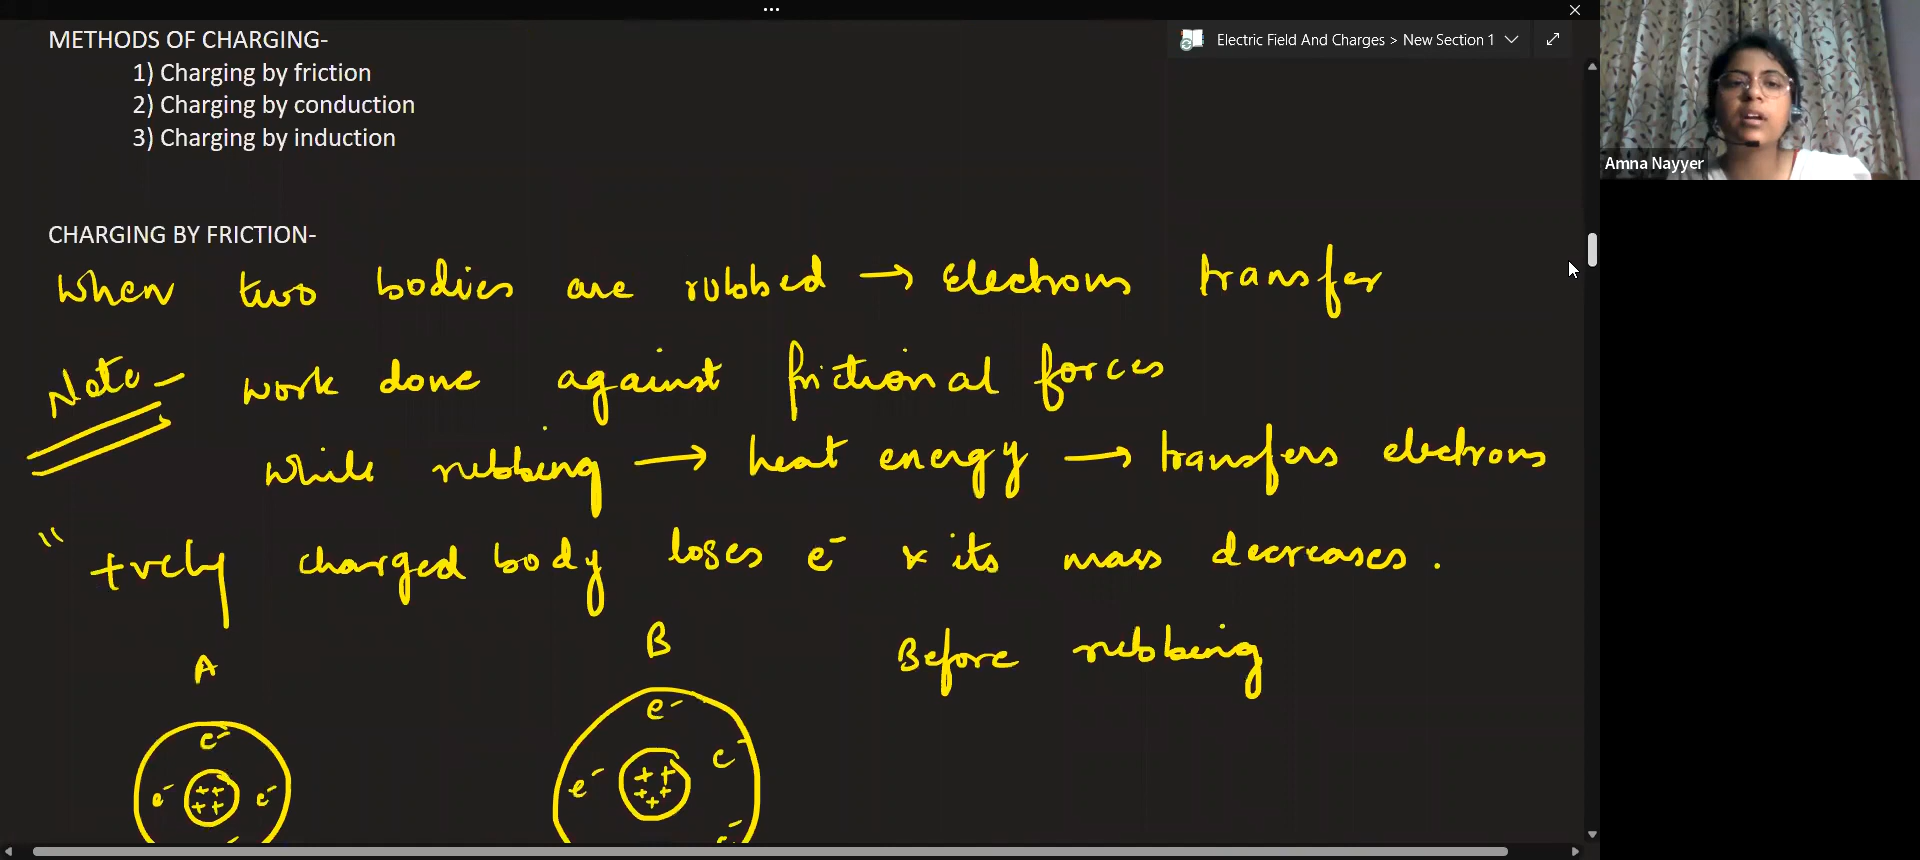 METHODS OF CHARGING-
Electric Field And Charges > New Section 1
1) Charging by friction
2) Charging by conduction
3) Charging by induction
Amna Nayyer
CHARGING BY FRICTION-
When two bodies are rubbed → Electrons transfer
Note - work done against frictional forces
while rubbing → heat energy → transfers electrons
" +vely charged body loses e⁻ & its mass decreases.
A
B
Before rubbing
e⁻
e⁻
e⁻ ++ e⁻
++
e⁻ ++ e⁻
+++